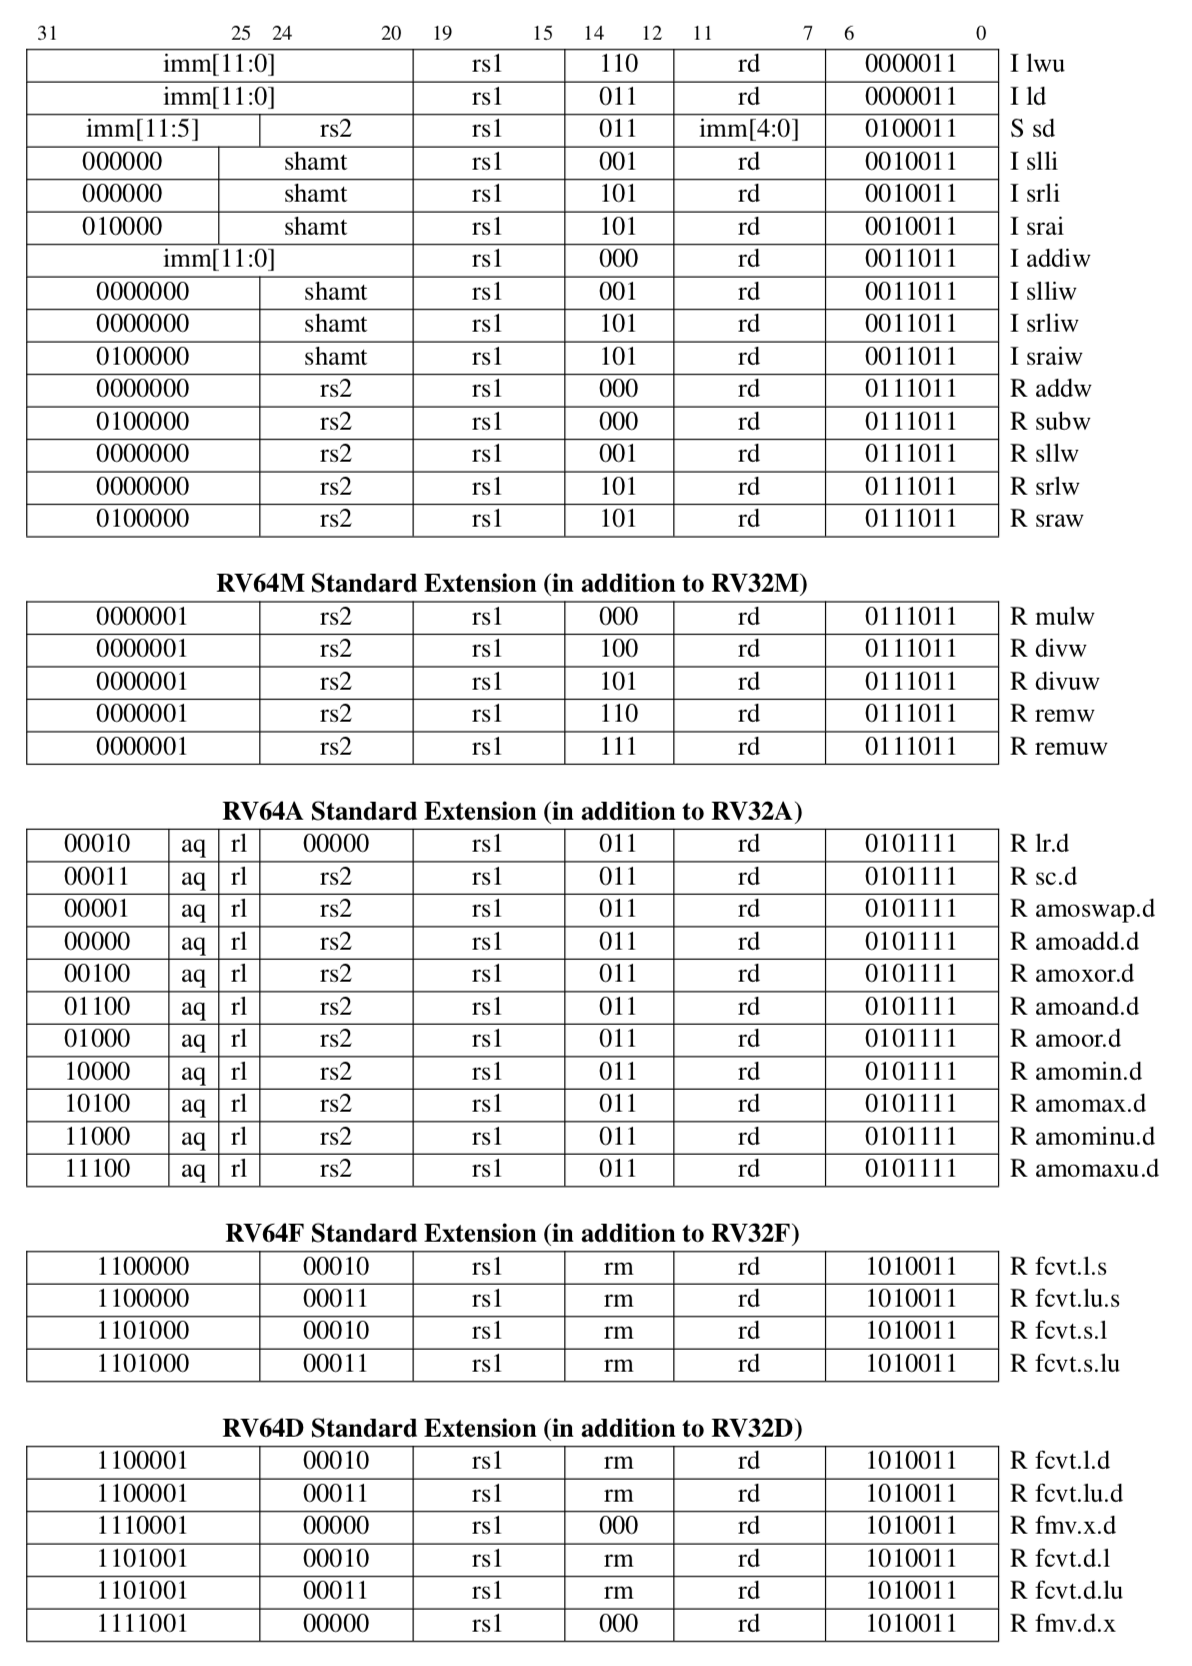 31 25 24 20 19 15 14 12 11 7 6 0
imm[11:0] rs1 110 rd 0000011 I lwu
imm[11:0] rs1 011 rd 0000011 I ld
imm[11:5] rs2 rs1 011 imm[4:0] 0100011 S sd
000000 shamt rs1 001 rd 0010011 I slli
000000 shamt rs1 101 rd 0010011 I srli
010000 shamt rs1 101 rd 0010011 I srai
imm[11:0] rs1 000 rd 0011011 I addiw
0000000 shamt rs1 001 rd 0011011 I slliw
0000000 shamt rs1 101 rd 0011011 I srliw
0100000 shamt rs1 101 rd 0011011 I sraiw
0000000 rs2 rs1 000 rd 0111011 R addw
0100000 rs2 rs1 000 rd 0111011 R subw
0000000 rs2 rs1 001 rd 0111011 R sllw
0000000 rs2 rs1 101 rd 0111011 R srlw
0100000 rs2 rs1 101 rd 0111011 R sraw
RV64M Standard Extension (in addition to RV32M)
0000001 rs2 rs1 000 rd 0111011 R mulw
0000001 rs2 rs1 100 rd 0111011 R divw
0000001 rs2 rs1 101 rd 0111011 R divuw
0000001 rs2 rs1 110 rd 0111011 R remw
0000001 rs2 rs1 111 rd 0111011 R remuw
RV64A Standard Extension (in addition to RV32A)
00010 aq rl 00000 rs1 011 rd 0101111 R lr.d
00011 aq rl rs2 rs1 011 rd 0101111 R sc.d
00001 aq rl rs2 rs1 011 rd 0101111 R amoswap.d
00000 aq rl rs2 rs1 011 rd 0101111 R amoadd.d
00100 aq rl rs2 rs1 011 rd 0101111 R amoxor.d
01100 aq rl rs2 rs1 011 rd 0101111 R amoand.d
01000 aq rl rs2 rs1 011 rd 0101111 R amoor.d
10000 aq rl rs2 rs1 011 rd 0101111 R amomin.d
10100 aq rl rs2 rs1 011 rd 0101111 R amomax.d
11000 aq rl rs2 rs1 011 rd 0101111 R amominu.d
11100 aq rl rs2 rs1 011 rd 0101111 R amomaxu.d
RV64F Standard Extension (in addition to RV32F)
1100000 00010 rs1 rm rd 1010011 R fcvt.l.s
1100000 00011 rs1 rm rd 1010011 R fcvt.lu.s
1101000 00010 rs1 rm rd 1010011 R fcvt.s.l
1101000 00011 rs1 rm rd 1010011 R fcvt.s.lu
RV64D Standard Extension (in addition to RV32D)
1100001 00010 rs1 rm rd 1010011 R fcvt.l.d
1100001 00011 rs1 rm rd 1010011 R fcvt.lu.d
1110001 00000 rs1 000 rd 1010011 R fmv.x.d
1101001 00010 rs1 rm rd 1010011 R fcvt.d.l
1101001 00011 rs1 rm rd 1010011 R fcvt.d.lu
1111001 00000 rs1 000 rd 1010011 R fmv.d.x